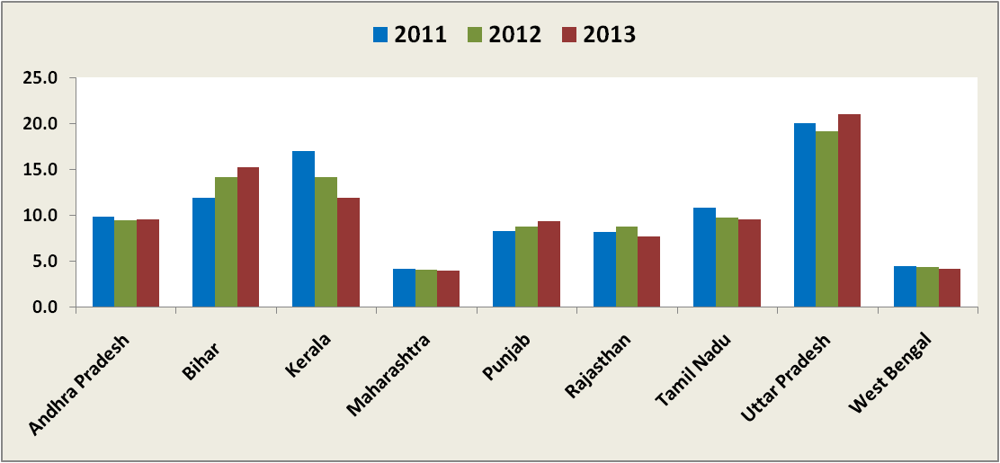 2011 2012 2013
25.0
20.0
15.0
10.0
5.0
0.0
Andhra Pradesh
Bihar
Kerala
Maharashtra
Punjab
Rajasthan
Tamil Nadu
Uttar Pradesh
West Bengal